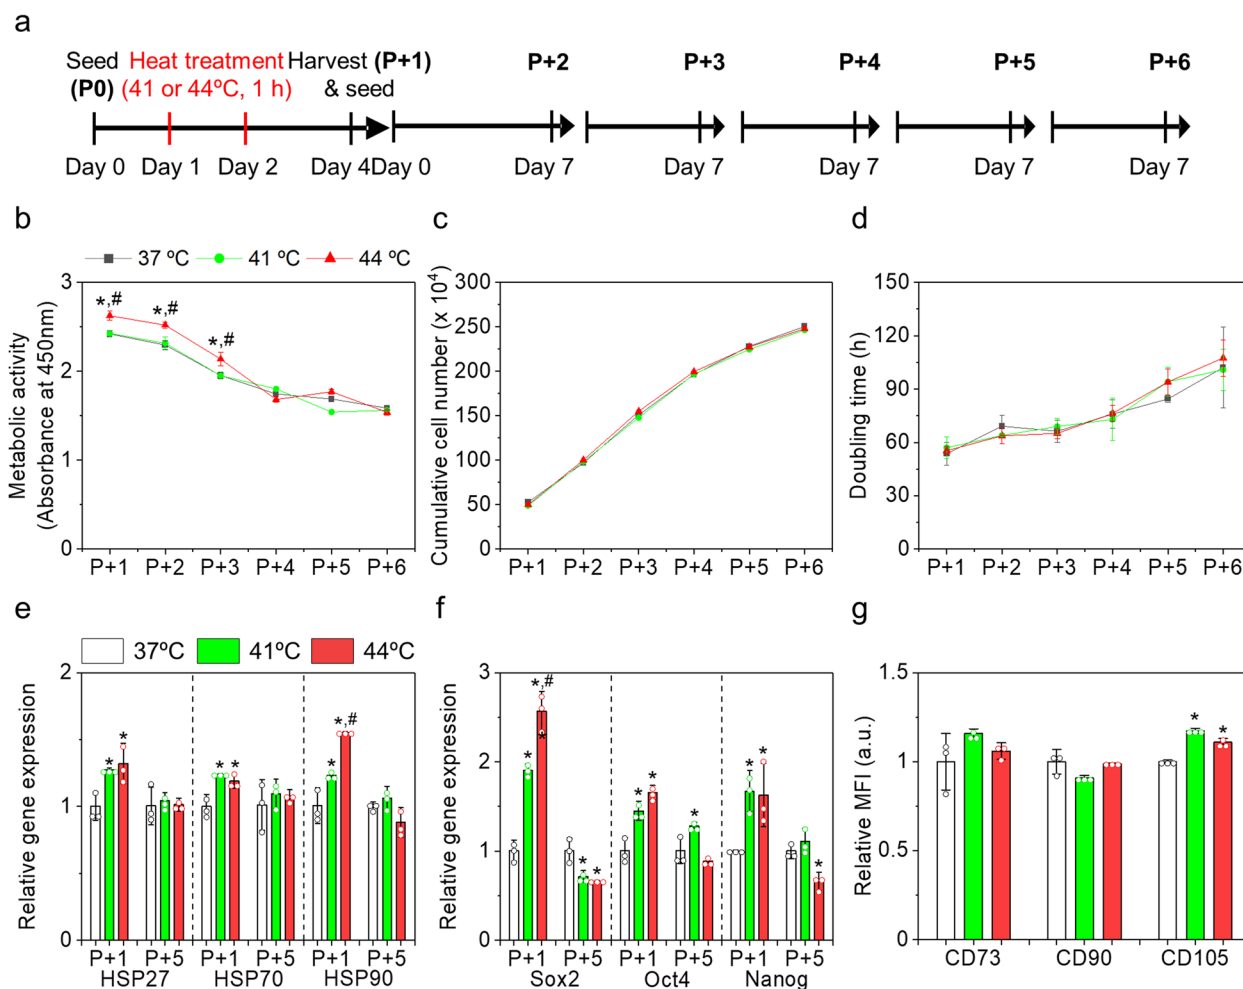 a
Seed Heat treatment Harvest (P+1) P+2 P+3 P+4 P+5 P+6
(P0) (41 or 44ºC, 1 h) & seed
Day 0 Day 1 Day 2 Day 4 Day 0 Day 7 Day 7 Day 7 Day 7 Day 7
b
37 ºC 41 ºC 44 ºC
Metabolic activity
(Absorbance at 450nm)
3
2
1
0
*,# *,# *,#
P+1 P+2 P+3 P+4 P+5 P+6
c
Cumulative cell number (x 10⁴)
300
250
200
150
100
50
0
P+1 P+2 P+3 P+4 P+5 P+6
d
Doubling time (h)
150
120
90
60
30
0
P+1 P+2 P+3 P+4 P+5 P+6
e
37ºC 41ºC 44ºC
Relative gene expression
2
1
0
* * * * * *,#
P+1 P+5 P+1 P+5 P+1 P+5
HSP27 HSP70 HSP90
f
Relative gene expression
3
2
1
0
* *,# * * * * * * * * *
P+1 P+5 P+1 P+5 P+1 P+5
Sox2 Oct4 Nanog
g
Relative MFI (a.u.)
1.5
1
0.5
0
* *
CD73 CD90 CD105